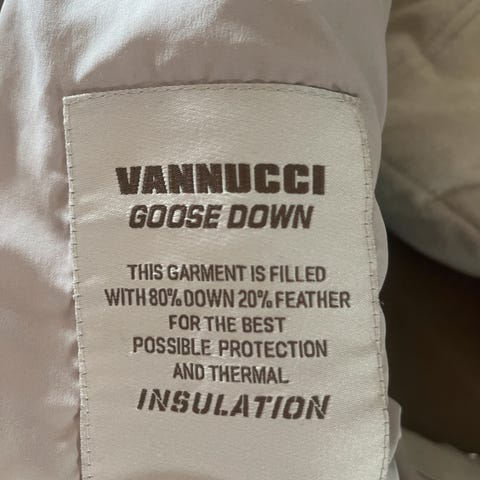 VANNUCCI
GOOSE DOWN
THIS GARMENT IS FILLED
WITH 80% DOWN 20% FEATHER
FOR THE BEST
POSSIBLE PROTECTION
AND THERMAL
INSULATION